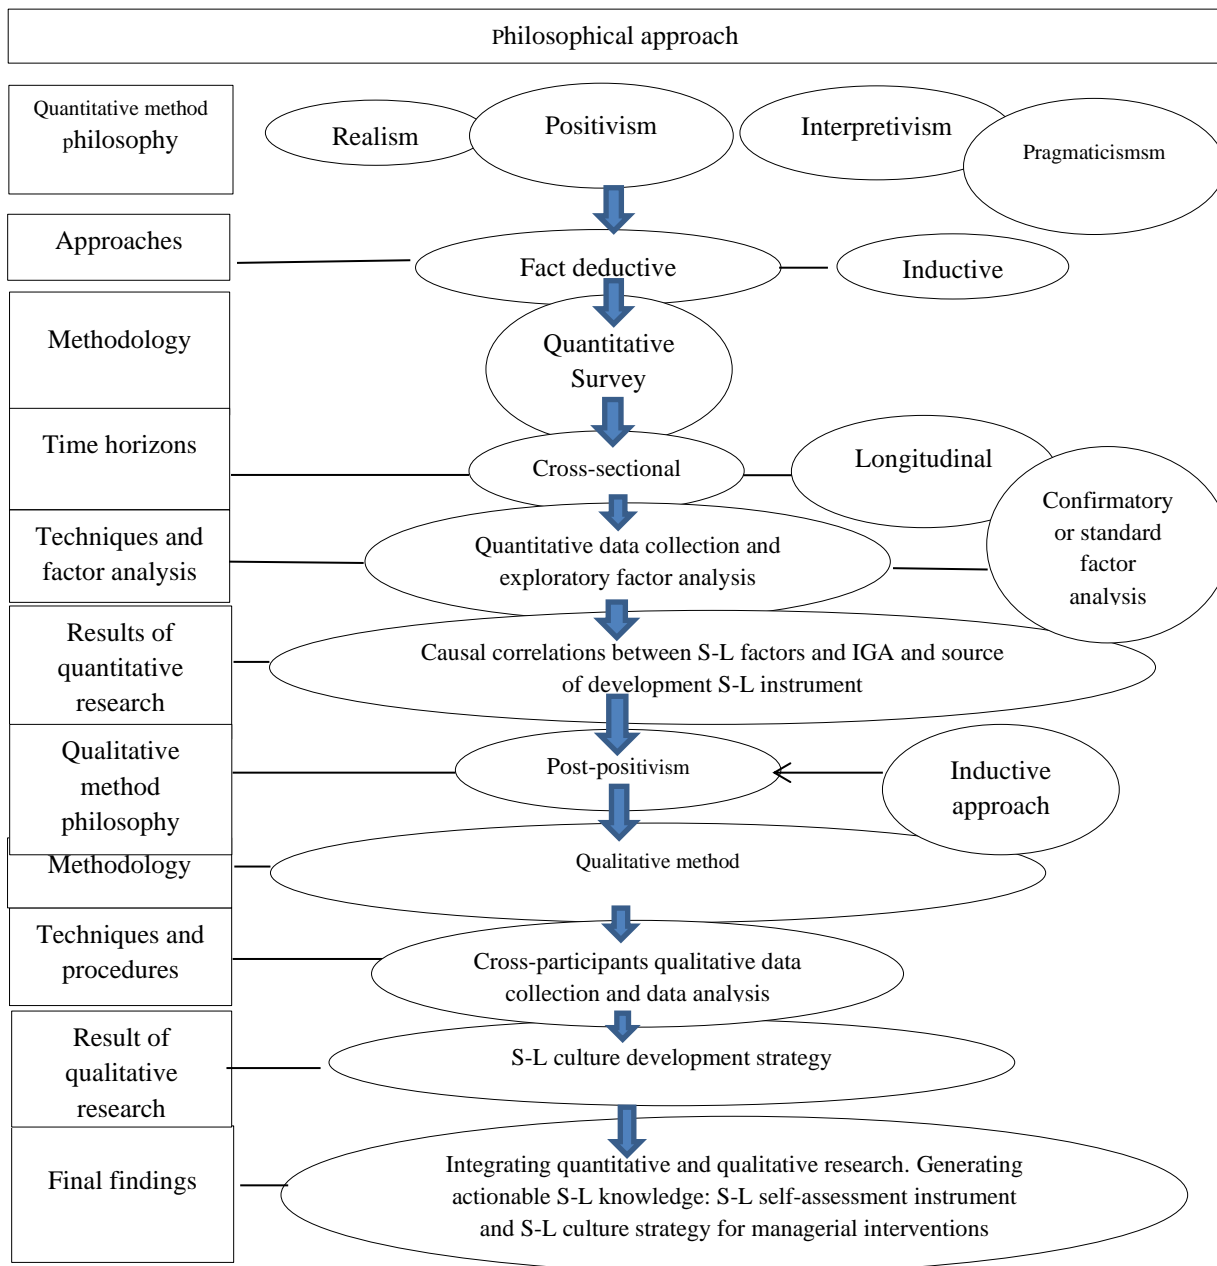 Philosophical approach
Quantitative method
philosophy
Realism
Positivism
Interpretivism
Pragmaticismsm
Approaches
Fact deductive
Inductive
Methodology
Quantitative
Survey
Time horizons
Cross-sectional
Longitudinal
Techniques and
factor analysis
Quantitative data collection and
exploratory factor analysis
Confirmatory
or standard
factor
analysis
Results of
quantitative
research
Causal correlations between S-L factors and IGA and source
of development S-L instrument
Qualitative
method
philosophy
Post-positivism
Inductive
approach
Methodology
Qualitative method
Techniques and
procedures
Cross-participants qualitative data
collection and data analysis
Result of
qualitative
research
S-L culture development strategy
Final findings
Integrating quantitative and qualitative research. Generating
actionable S-L knowledge: S-L self-assessment instrument
and S-L culture strategy for managerial interventions